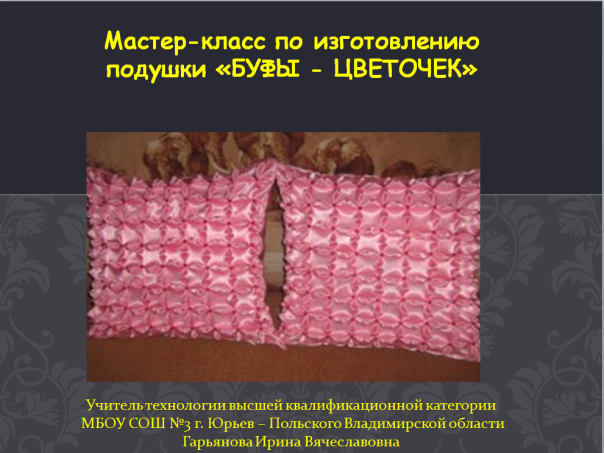 Мастер-класс по изготовлению
подушки «БУФЫ - ЦВЕТОЧЕК»
Учитель технологии высшей квалификационной категории
МБОУ СОШ №3 г. Юрьев – Польского Владимирской области
Гарьянова Ирина Вячеславовна